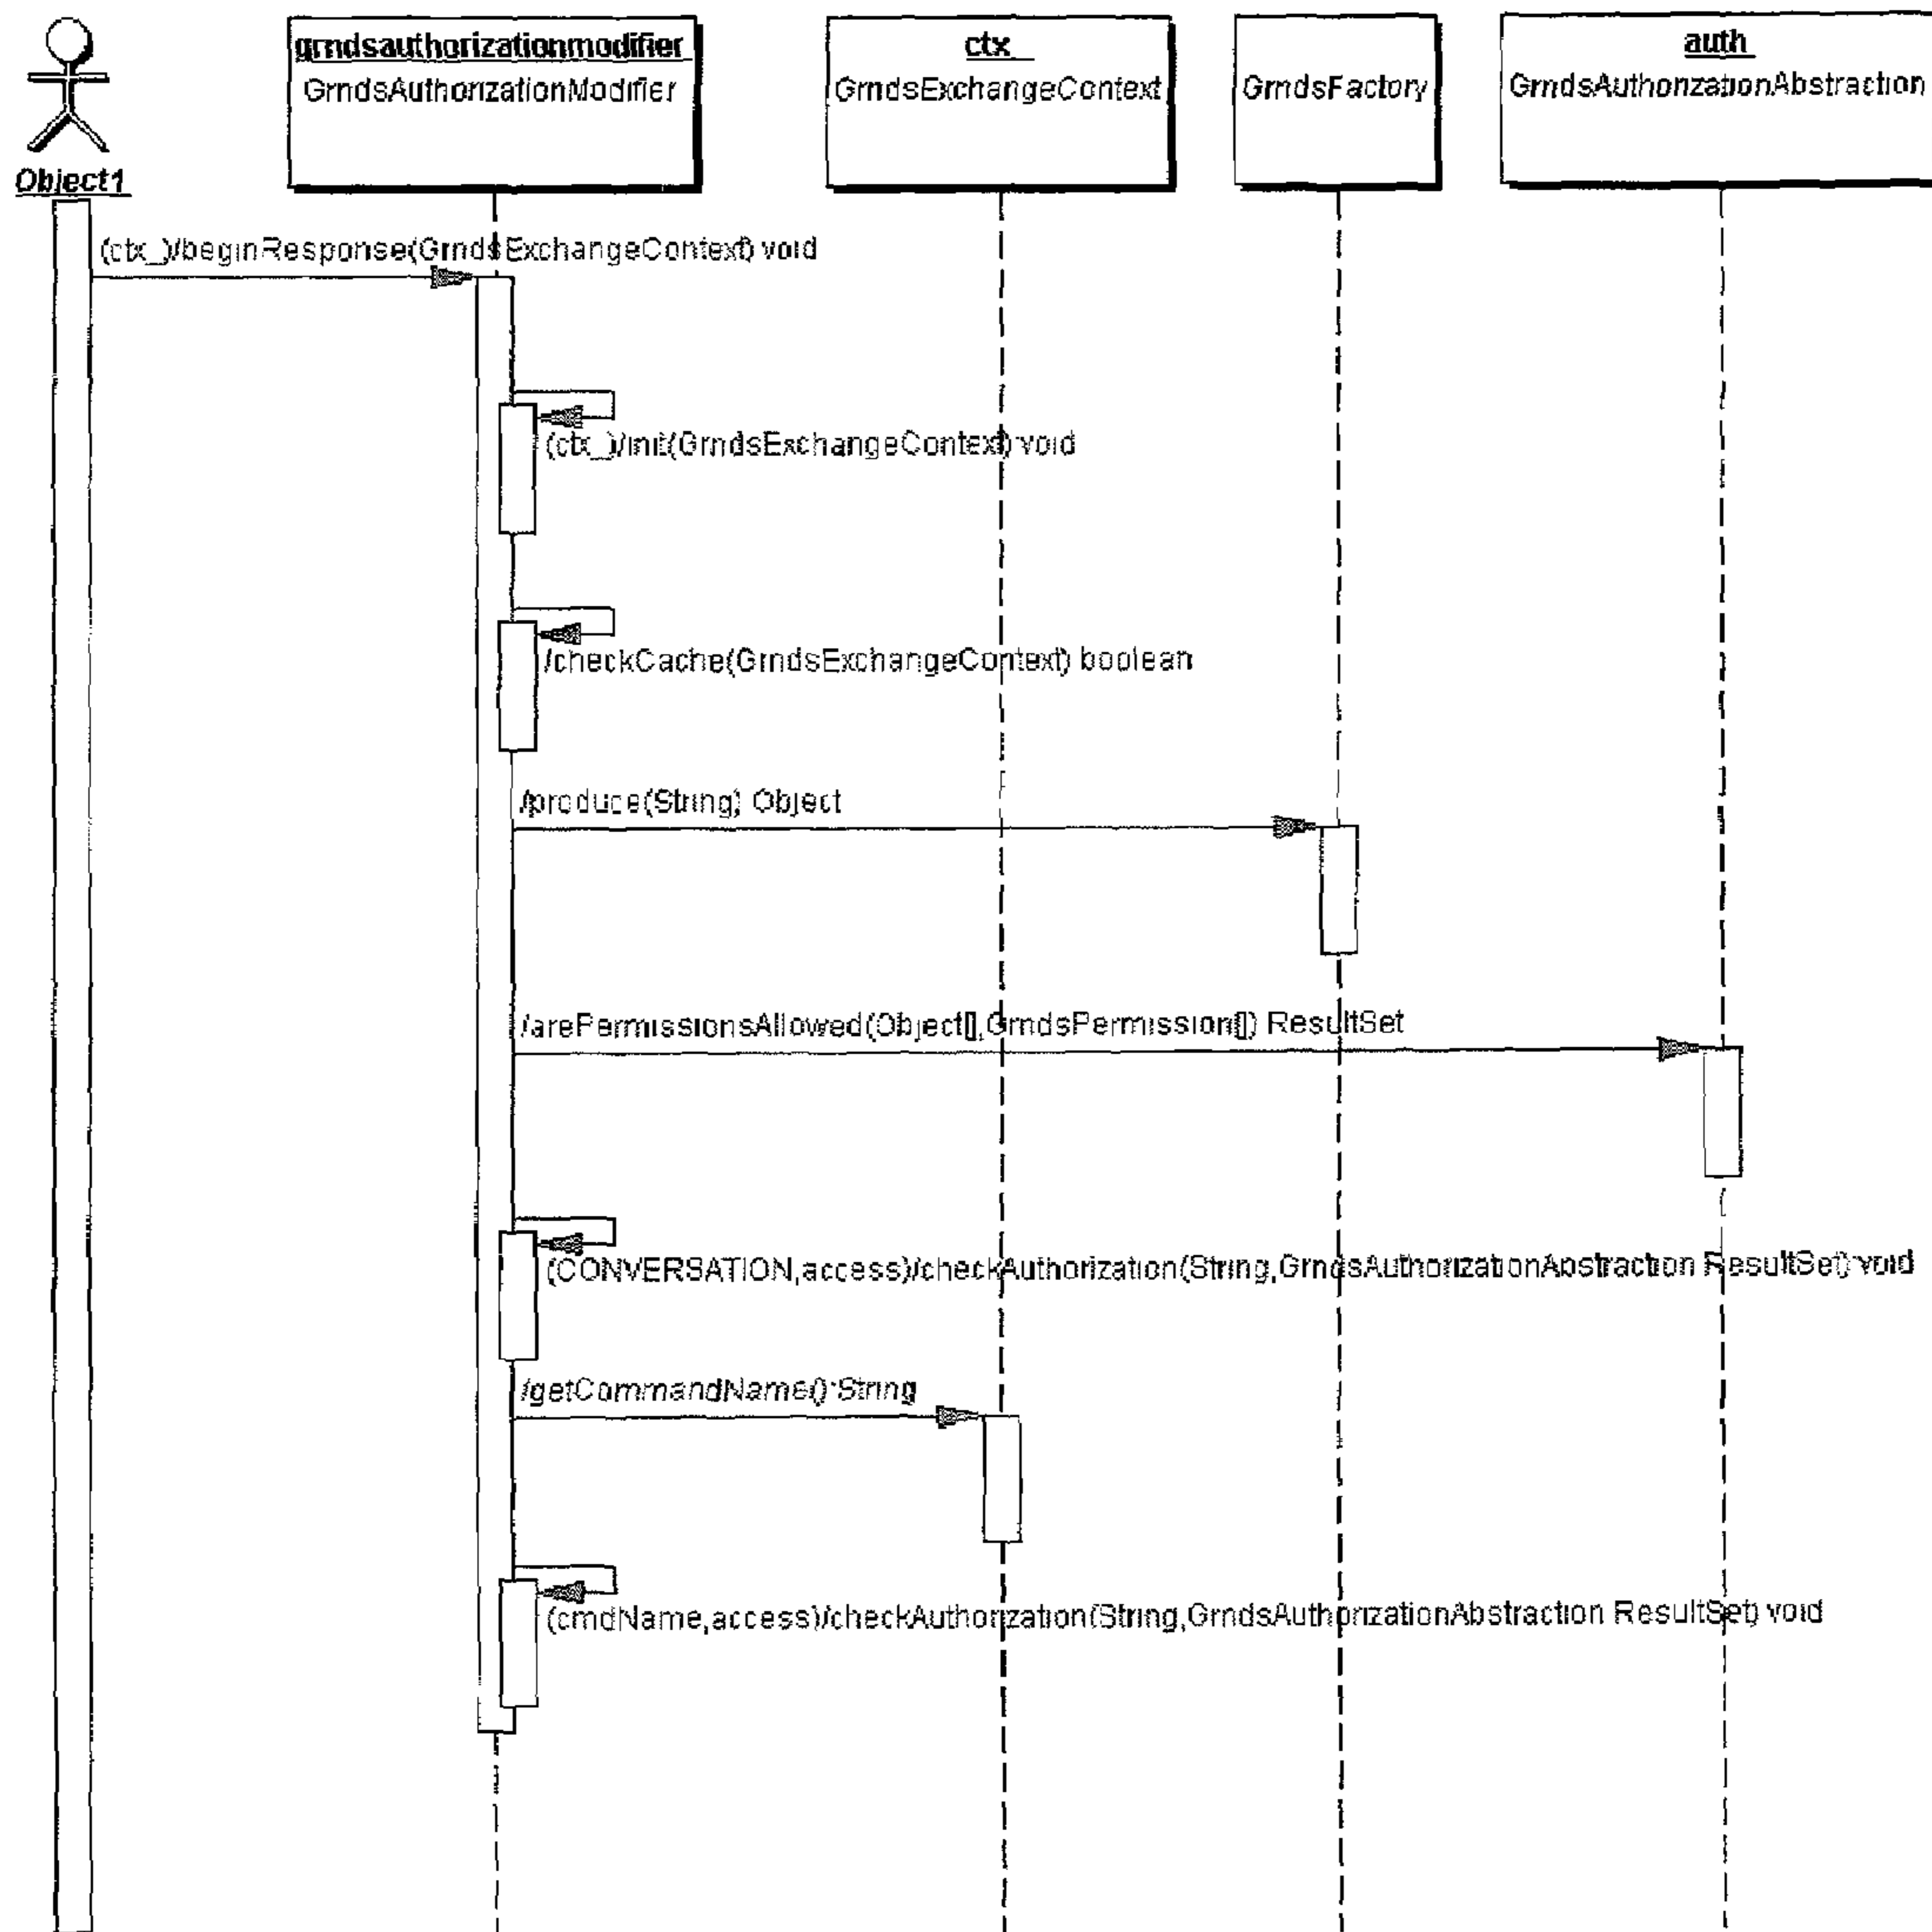 grndsauthorizationmodifier
GrndsAuthorizationModifier
ctx_
GrndsExchangeContext
GrndsFactory
auth
GrndsAuthorizationAbstraction
Object1
(ctx_)/beginResponse(GrndsExchangeContext) void
(ctx_)/init(GrndsExchangeContext) void
/checkCache(GrndsExchangeContext) boolean
/produce(String) Object
/arePermissionsAllowed(Object[],GrndsPermission[]) ResultSet
(CONVERSATION,access)/checkAuthorization(String,GrndsAuthorizationAbstraction ResultSet) void
/getCommandName() String
(cmdName,access)/checkAuthorization(String,GrndsAuthorizationAbstraction ResultSet) void